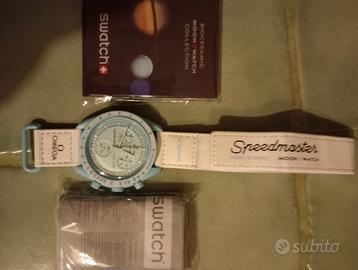 swatch+
BIOCERAMIC
MOONSWATCH
COLLECTION
Ω
OMEGA
Speedmaster
MOONSWATCH
swatch
subito